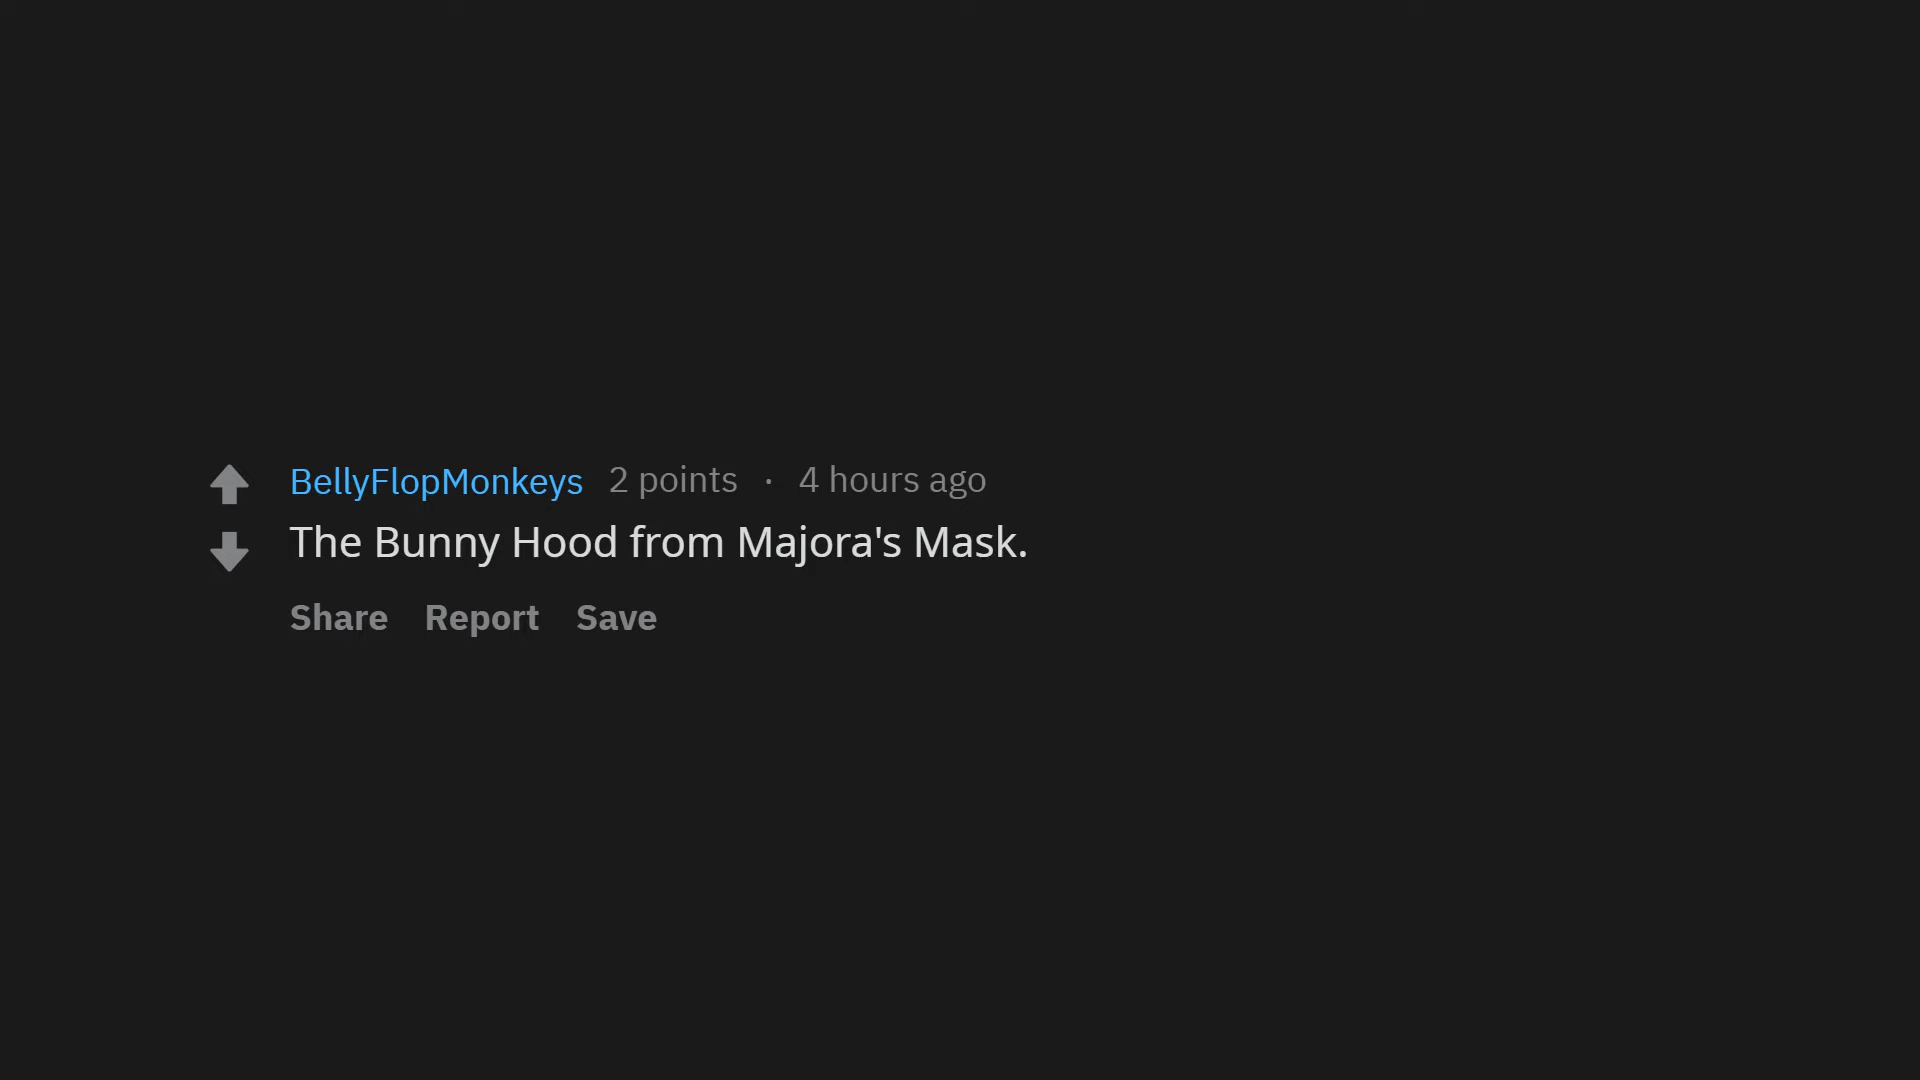 BellyFlopMonkeys 2 points · 4 hours ago
The Bunny Hood from Majora's Mask.
Share Report Save